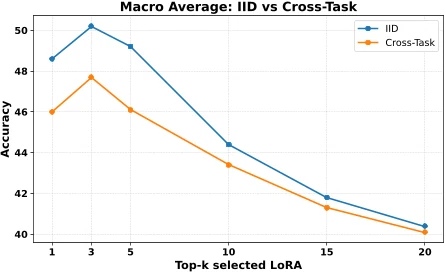 Macro Average: IID vs Cross-Task
IID
Cross-Task
Accuracy
50
48
46
44
42
40
1 3 5 10 15 20
Top-k selected LoRA